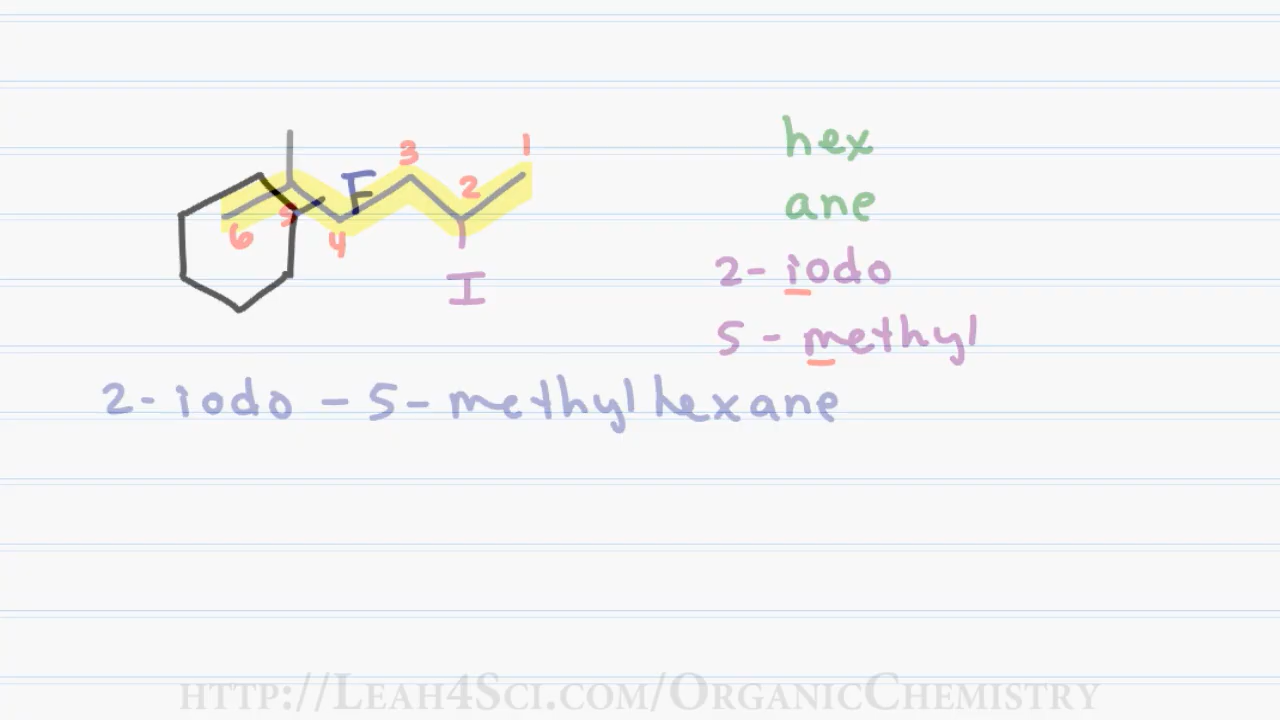 hex
ane
3
1
2
F
5
6
4
I
2- iodo
5 - methyl
2- iodo - 5- methylhexane
http://Leah4Sci.com/OrganicChemistry